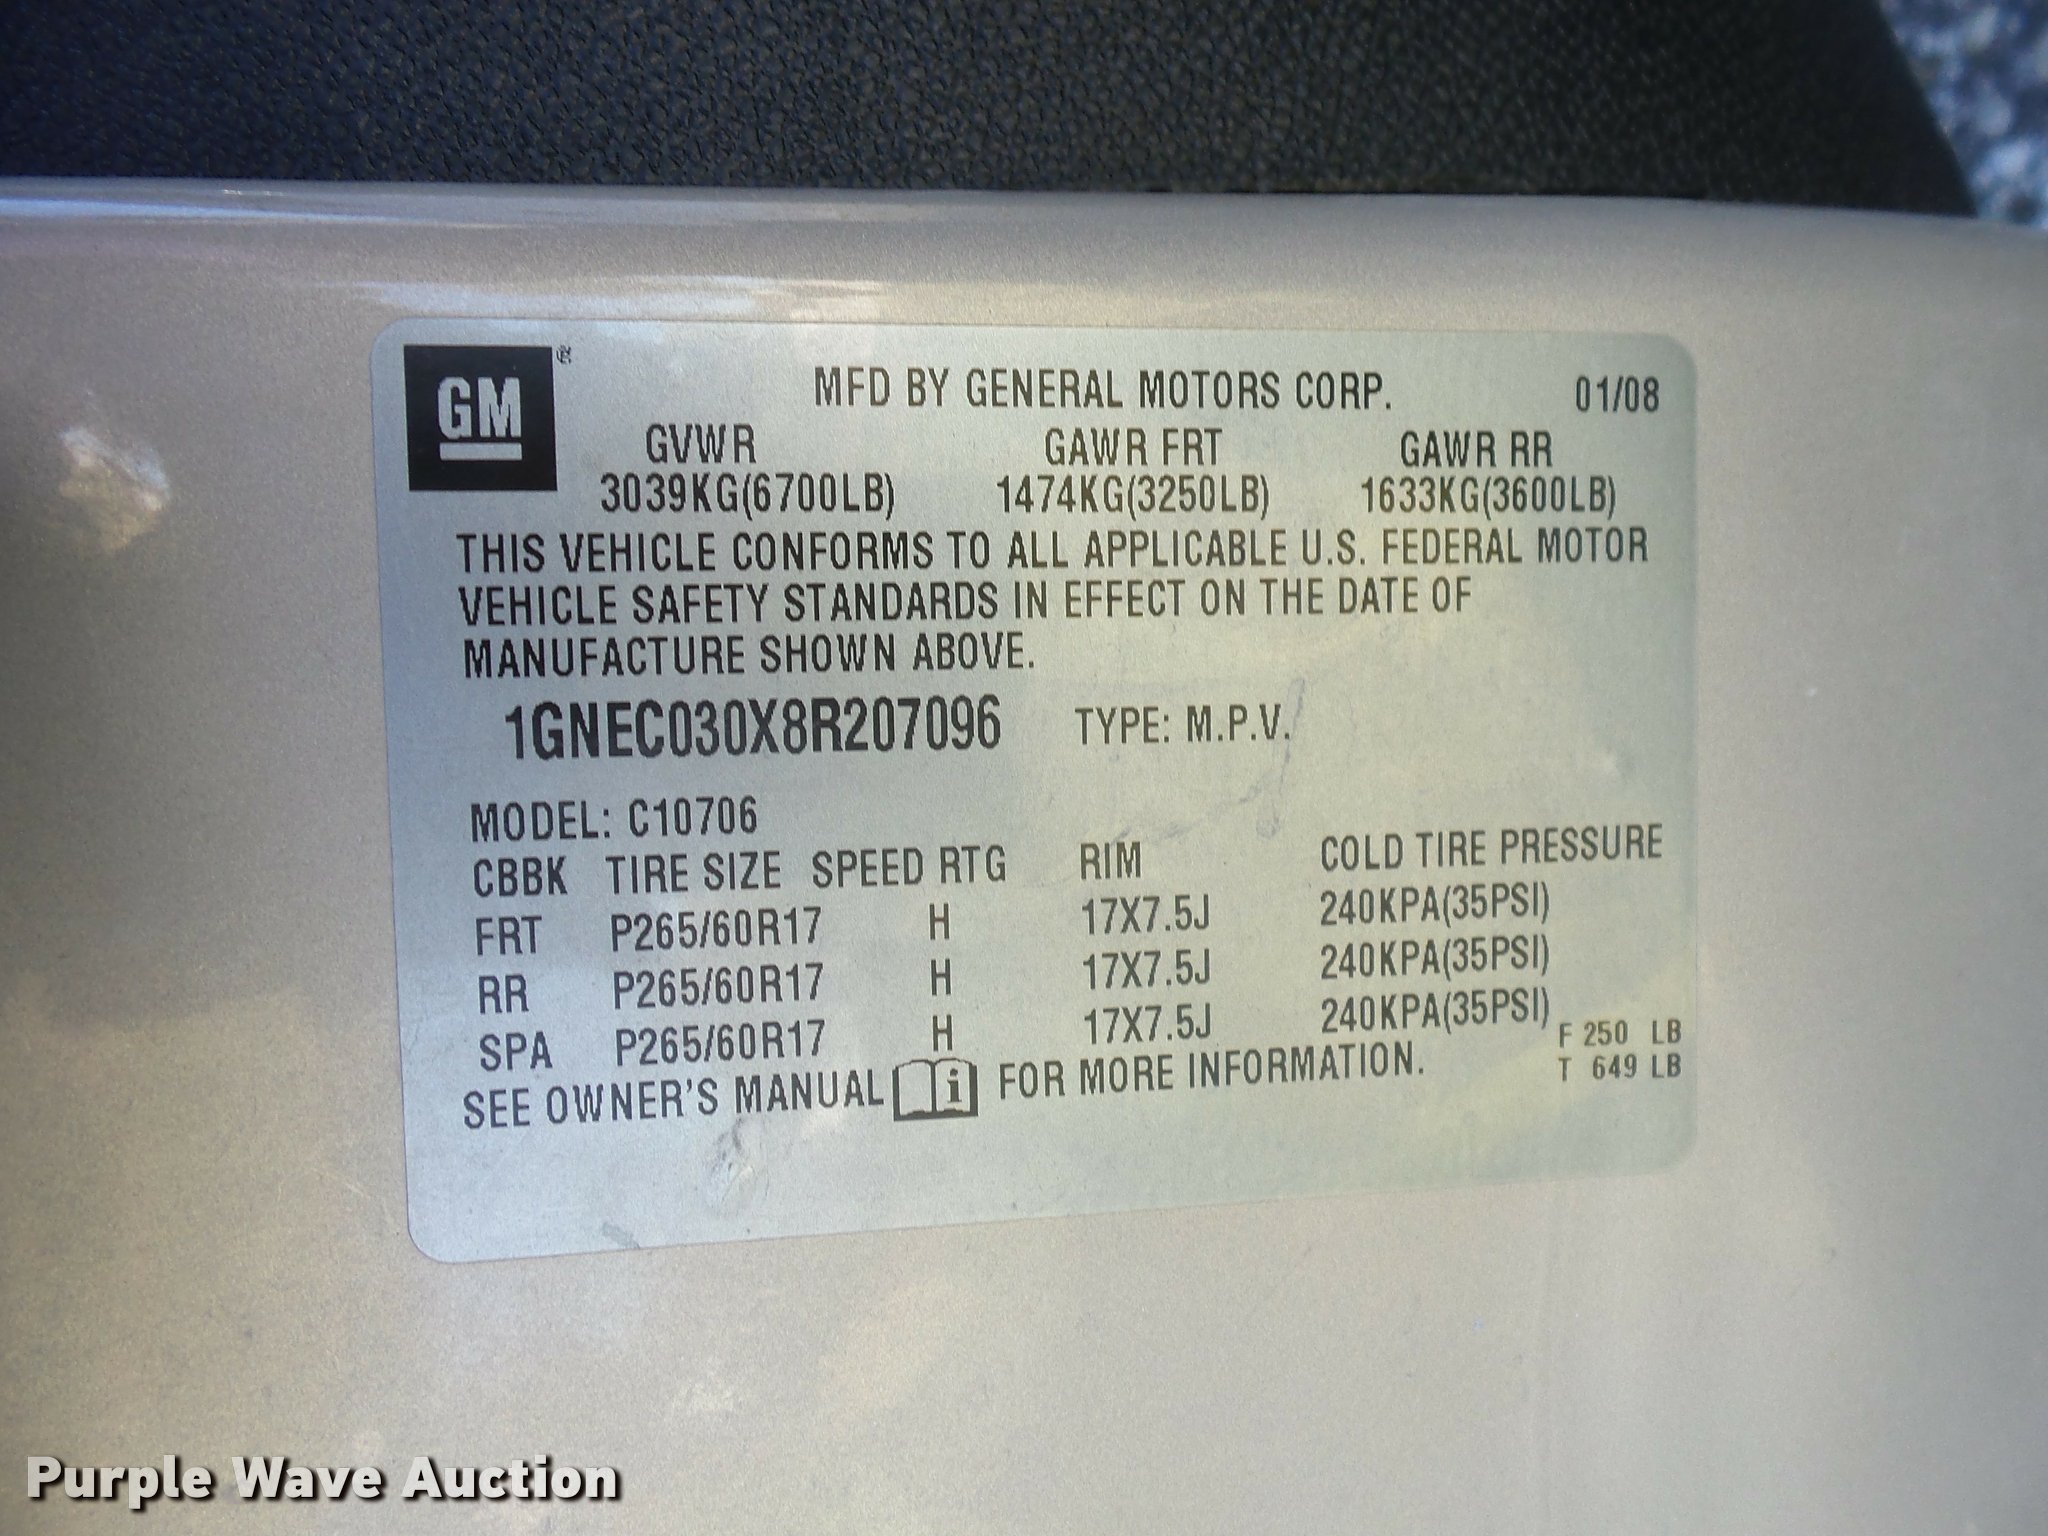 GM®
MFD BY GENERAL MOTORS CORP. 01/08
GVWR GAWR FRT GAWR RR
3039KG(6700LB) 1474KG(3250LB) 1633KG(3600LB)
THIS VEHICLE CONFORMS TO ALL APPLICABLE U.S. FEDERAL MOTOR
VEHICLE SAFETY STANDARDS IN EFFECT ON THE DATE OF
MANUFACTURE SHOWN ABOVE.
1GNEC030X8R207096 TYPE: M.P.V.
MODEL: C10706
CBBK TIRE SIZE SPEED RTG RIM COLD TIRE PRESSURE
FRT P265/60R17 H 17X7.5J 240KPA(35PSI)
RR P265/60R17 H 17X7.5J 240KPA(35PSI)
SPA P265/60R17 H 17X7.5J 240KPA(35PSI)
F 250 LB
SEE OWNER'S MANUAL i FOR MORE INFORMATION. T 649 LB
Purple Wave Auction